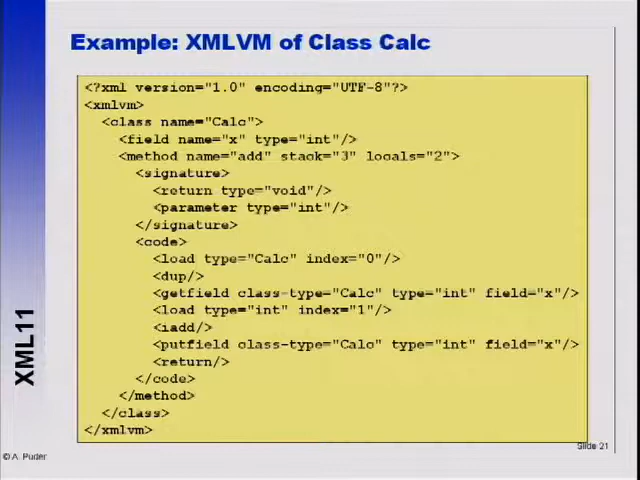 Example: XMLVM of Class Calc
<?xml version="1.0" encoding="UTF-8"?>
<xmlvm>
<class name="Calc">
<field name="x" type="int"/>
<method name="add" stack="3" locals="2">
<signature>
<return type="void"/>
<parameter type="int"/>
</signature>
<code>
<load type="Calc" index="0"/>
<dup/>
<getfield class-type="Calc" type="int" field="x"/>
<load type="int" index="1"/>
<iadd/>
<putfield class-type="Calc" type="int" field="x"/>
<return/>
</code>
</method>
</class>
</xmlvm>
XML11
Slide 21
© A. Puder